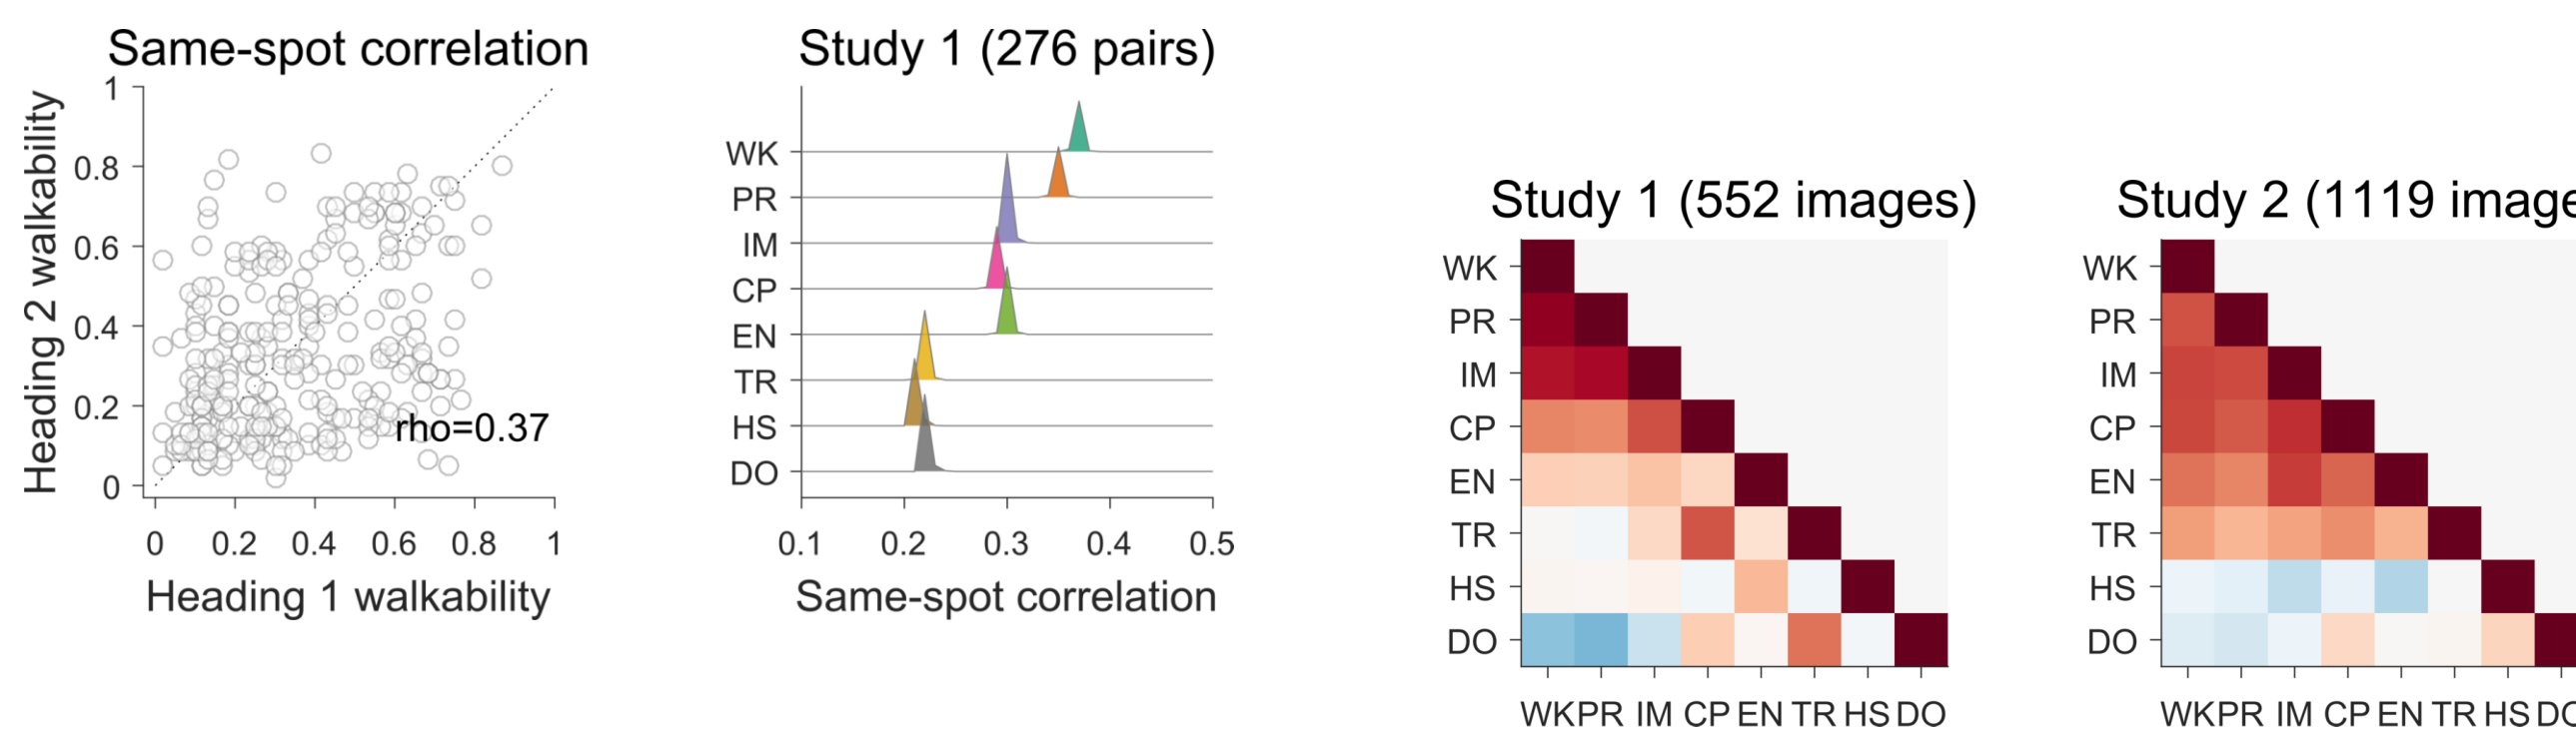 Same-spot correlation
1
0.8
0.6
0.4
0.2
0
Heading 2 walkability
rho=0.37
0 0.2 0.4 0.6 0.8 1
Heading 1 walkability
Study 1 (276 pairs)
WK
PR
IM
CP
EN
TR
HS
DO
0.1 0.2 0.3 0.4 0.5
Same-spot correlation
Study 1 (552 images)
WK
PR
IM
CP
EN
TR
HS
DO
WK PR IM CP EN TR HS DO
Study 2 (1119 image
WK
PR
IM
CP
EN
TR
HS
DO
WK PR IM CP EN TR HS D